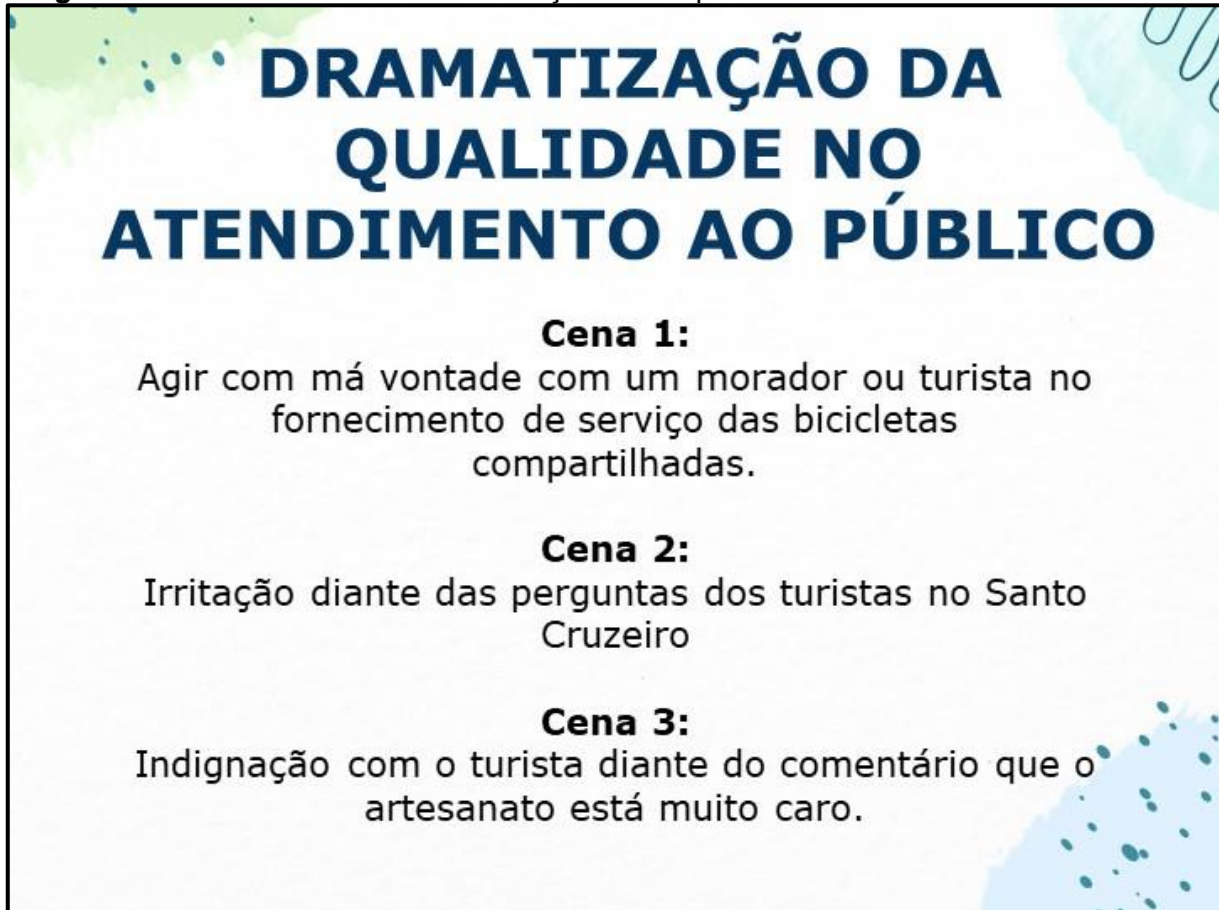 DRAMATIZAÇÃO DA
QUALIDADE NO
ATENDIMENTO AO PÚBLICO
Cena 1:
Agir com má vontade com um morador ou turista no
fornecimento de serviço das bicicletas
compartilhadas.
Cena 2:
Irritação diante das perguntas dos turistas no Santo
Cruzeiro
Cena 3:
Indignação com o turista diante do comentário que o
artesanato está muito caro.